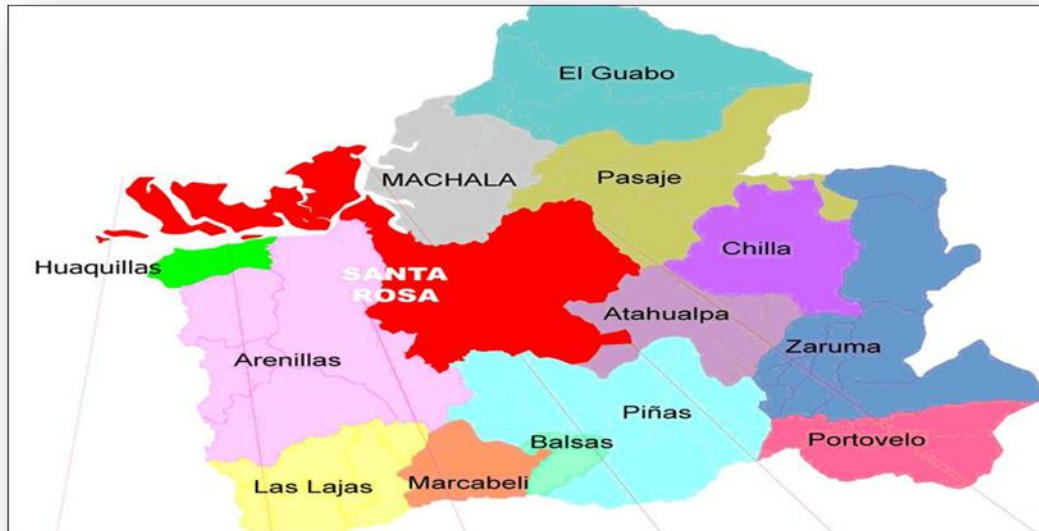 El Guabo
MACHALA
Pasaje
Huaquillas
SANTA
ROSA
Chilla
Atahualpa
Arenillas
Zaruma
Piñas
Balsas
Portovelo
Las Lajas
Marcabeli